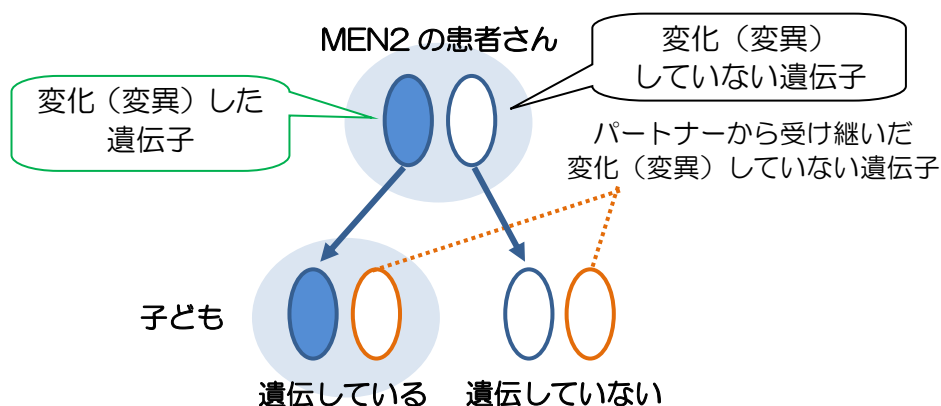 MEN2 の患者さん
変化（変異）
していない遺伝子
変化（変異）した
遺伝子
パートナーから受け継いだ
変化（変異）していない遺伝子
子ども
遺伝している
遺伝していない